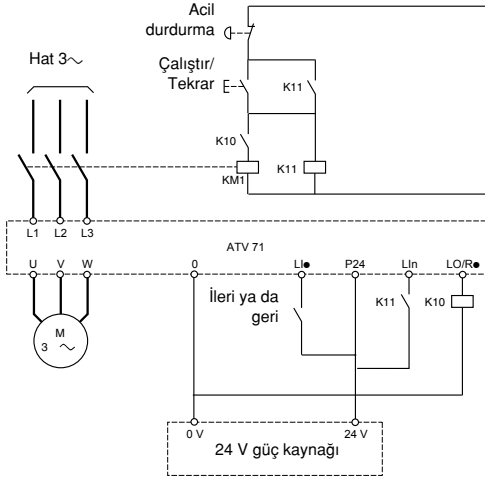 Acil
durdurma
Hat 3~
Çalıştır/
Tekrar
K11
K10
KM1
K11
L1 L2 L3
ATV 71
U V W 0 LI● P24 LIn LO/R●
İleri ya da
geri
K11 K10
M
3 ~
0 V 24 V
24 V güç kaynağı